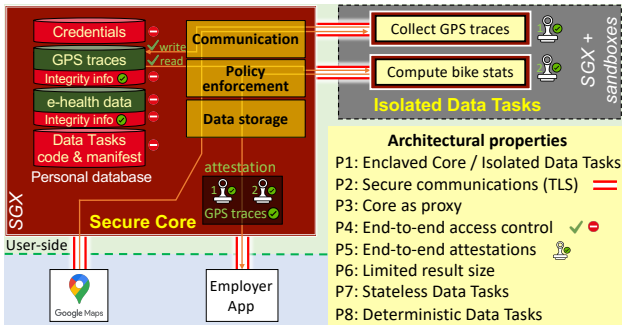 Credentials
write
GPS traces
read
Integrity info
e-health data
Integrity info
Data Tasks
code & manifest
Personal database
SGX
Communication
Policy
enforcement
Data storage
attestation
1
2
GPS traces
Secure Core
User-side
Google Maps
Employer
App
Collect GPS traces
1
Compute bike stats
2
Isolated Data Tasks
SGX +
sandboxes
Architectural properties
P1: Enclaved Core / Isolated Data Tasks
P2: Secure communications (TLS)
P3: Core as proxy
P4: End-to-end access control
P5: End-to-end attestations
P6: Limited result size
P7: Stateless Data Tasks
P8: Deterministic Data Tasks